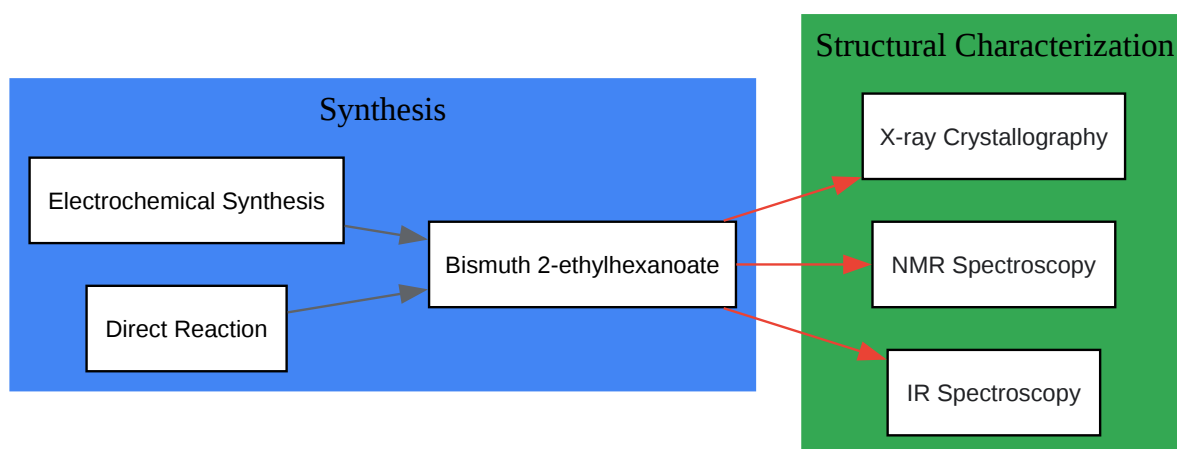 Synthesis
Electrochemical Synthesis
Direct Reaction
Bismuth 2-ethylhexanoate
Structural Characterization
X-ray Crystallography
NMR Spectroscopy
IR Spectroscopy